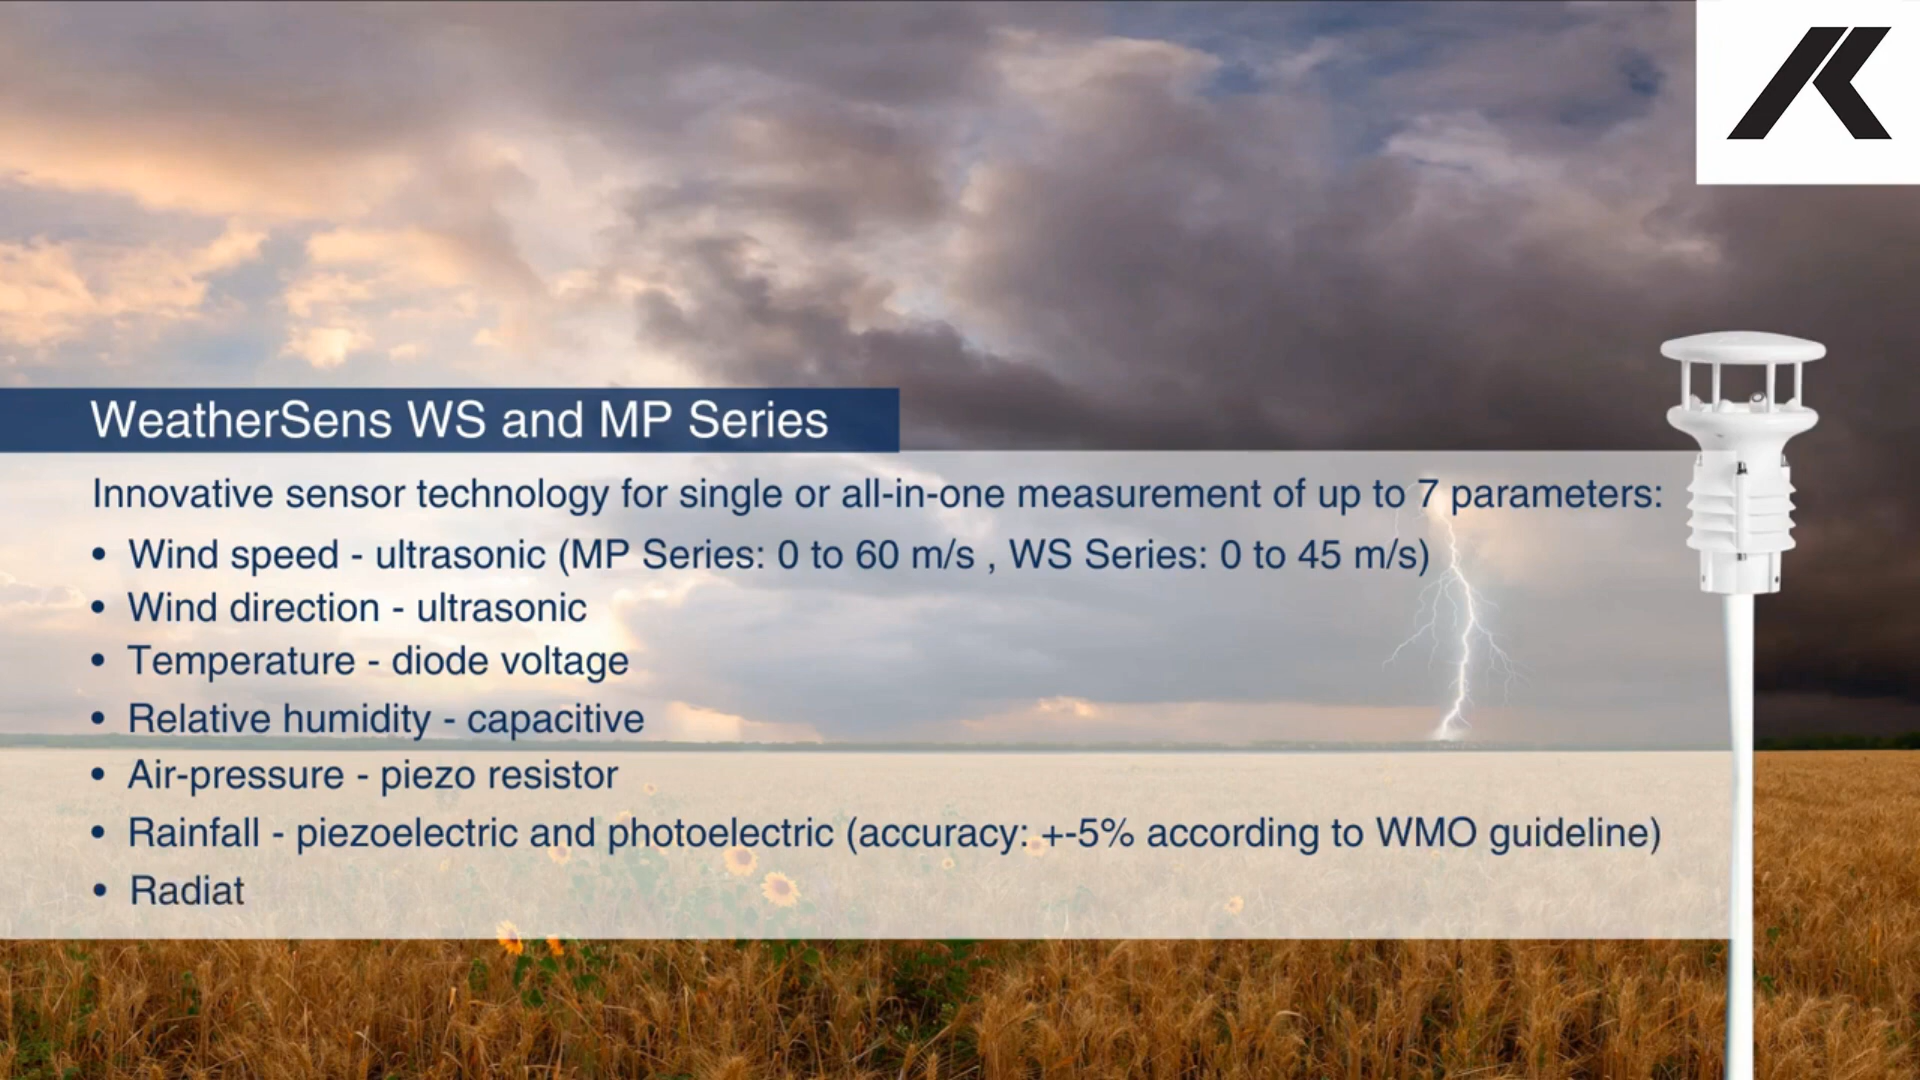 WeatherSens WS and MP Series
Innovative sensor technology for single or all-in-one measurement of up to 7 parameters:
• Wind speed - ultrasonic (MP Series: 0 to 60 m/s , WS Series: 0 to 45 m/s)
• Wind direction - ultrasonic
• Temperature - diode voltage
• Relative humidity - capacitive
• Air-pressure - piezo resistor
• Rainfall - piezoelectric and photoelectric (accuracy: +-5% according to WMO guideline)
• Radiat